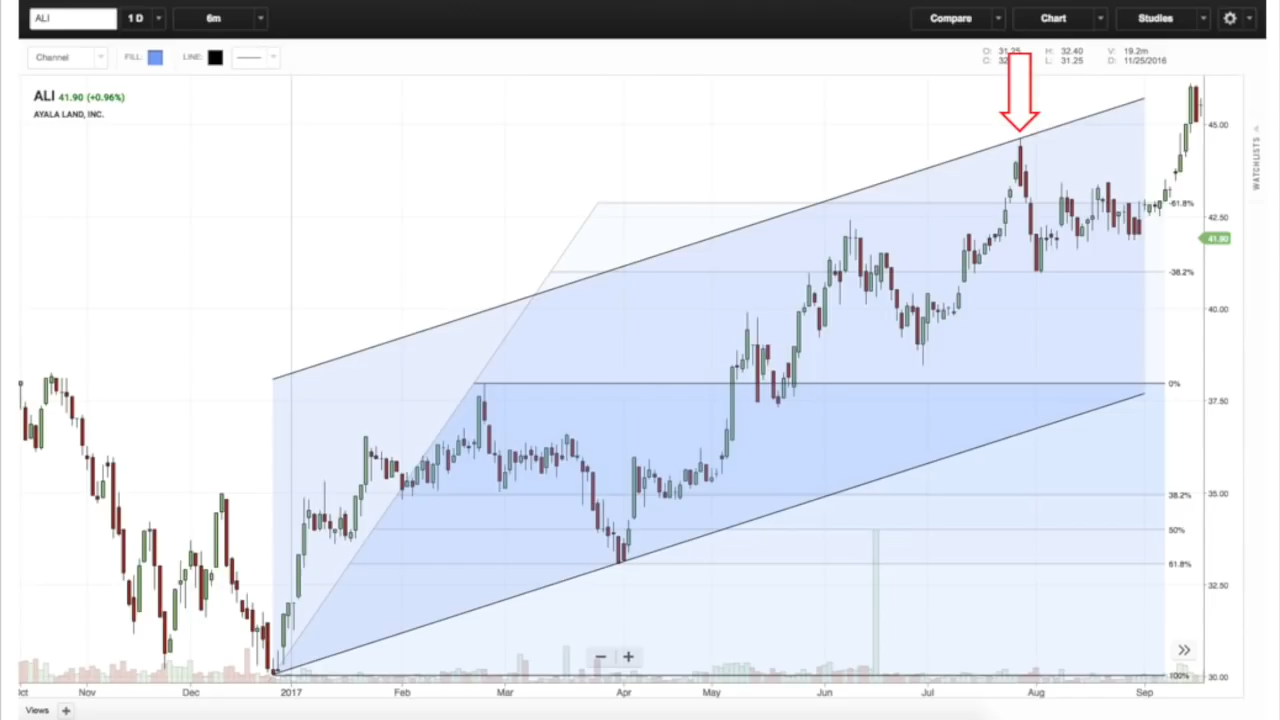 ALI 1 D 6m Compare Chart Studies
Channel FILL: LINE: O: 31.25 H: 32.40 V: 19.2m
C: L: 31.25 D: 11/25/2016
ALI 41.90 (+0.96%)
AYALA LAND, INC.
WATCHLISTS
45.00
-61.8%
42.50
41.90
-38.2%
40.00
0%
37.50
35.00
38.2%
50%
61.8%
32.50
100%
30.00
Nov Dec 2017 Feb Mar Apr May Jun Jul Aug Sep
Views